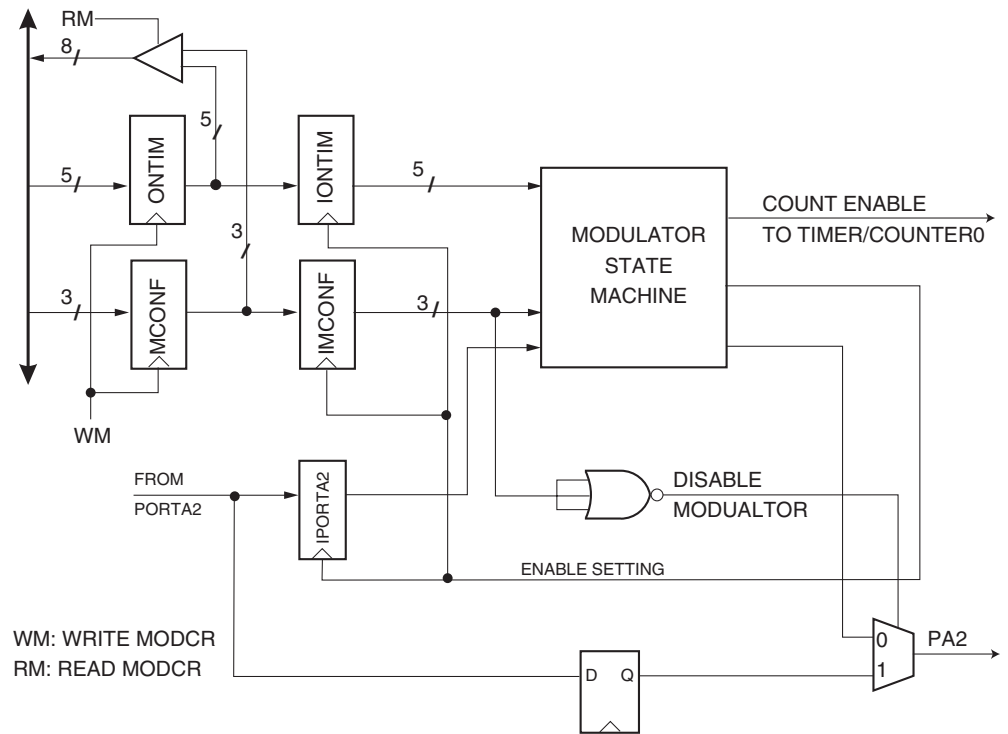 RM
8
5
ONTIM
IONTIM
5
5
COUNT ENABLE
TO TIMER/COUNTER0
MODULATOR
STATE
MACHINE
3
3
MCONF
IMCONF
3
WM
FROM
PORTA2
IPORTA2
DISABLE
MODUALTOR
ENABLE SETTING
WM: WRITE MODCR
RM: READ MODCR
D Q
0
1
PA2